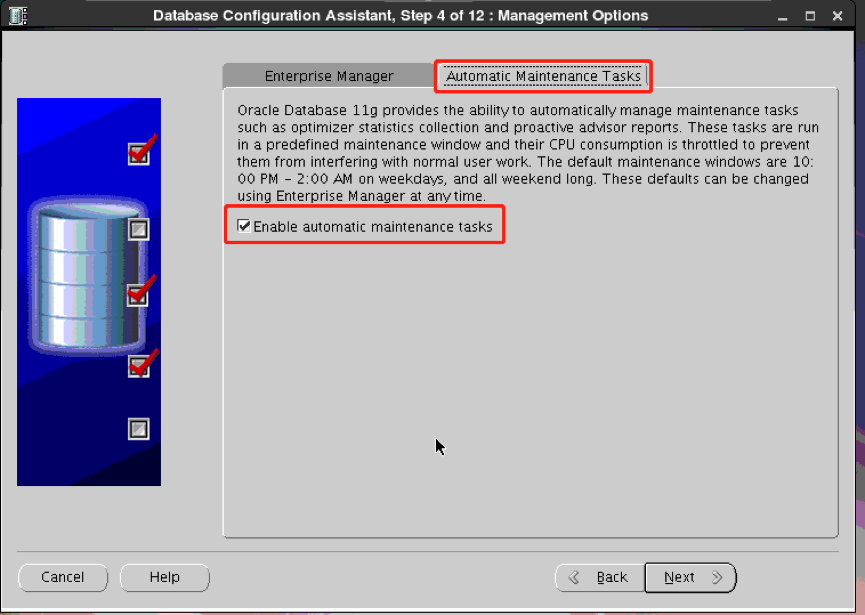 Database Configuration Assistant, Step 4 of 12 : Management Options
Enterprise Manager
Automatic Maintenance Tasks
Oracle Database 11g provides the ability to automatically manage maintenance tasks
such as optimizer statistics collection and proactive advisor reports. These tasks are run
in a predefined maintenance window and their CPU consumption is throttled to prevent
them from interfering with normal user work. The default maintenance windows are 10:
00 PM - 2:00 AM on weekdays, and all weekend long. These defaults can be changed
using Enterprise Manager at any time.
Enable automatic maintenance tasks
Cancel
Help
Back
Next